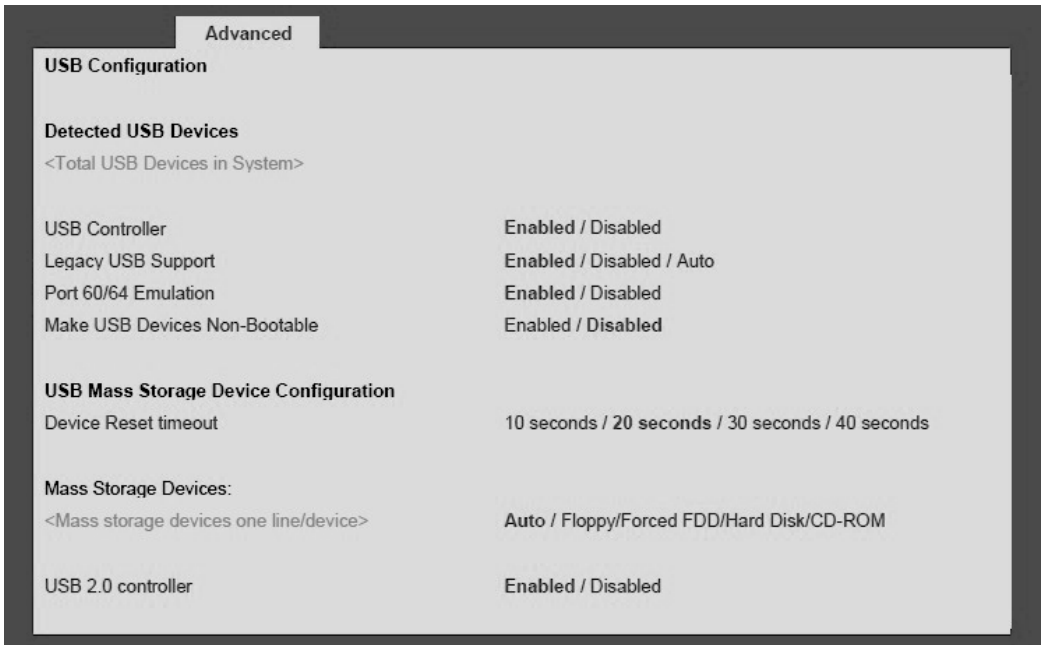 Advanced
USB Configuration
Detected USB Devices
<Total USB Devices in System>
USB Controller Enabled / Disabled
Legacy USB Support Enabled / Disabled / Auto
Port 60/64 Emulation Enabled / Disabled
Make USB Devices Non-Bootable Enabled / Disabled
USB Mass Storage Device Configuration
Device Reset timeout 10 seconds / 20 seconds / 30 seconds / 40 seconds
Mass Storage Devices:
<Mass storage devices one line/device> Auto / Floppy/Forced FDD/Hard Disk/CD-ROM
USB 2.0 controller Enabled / Disabled